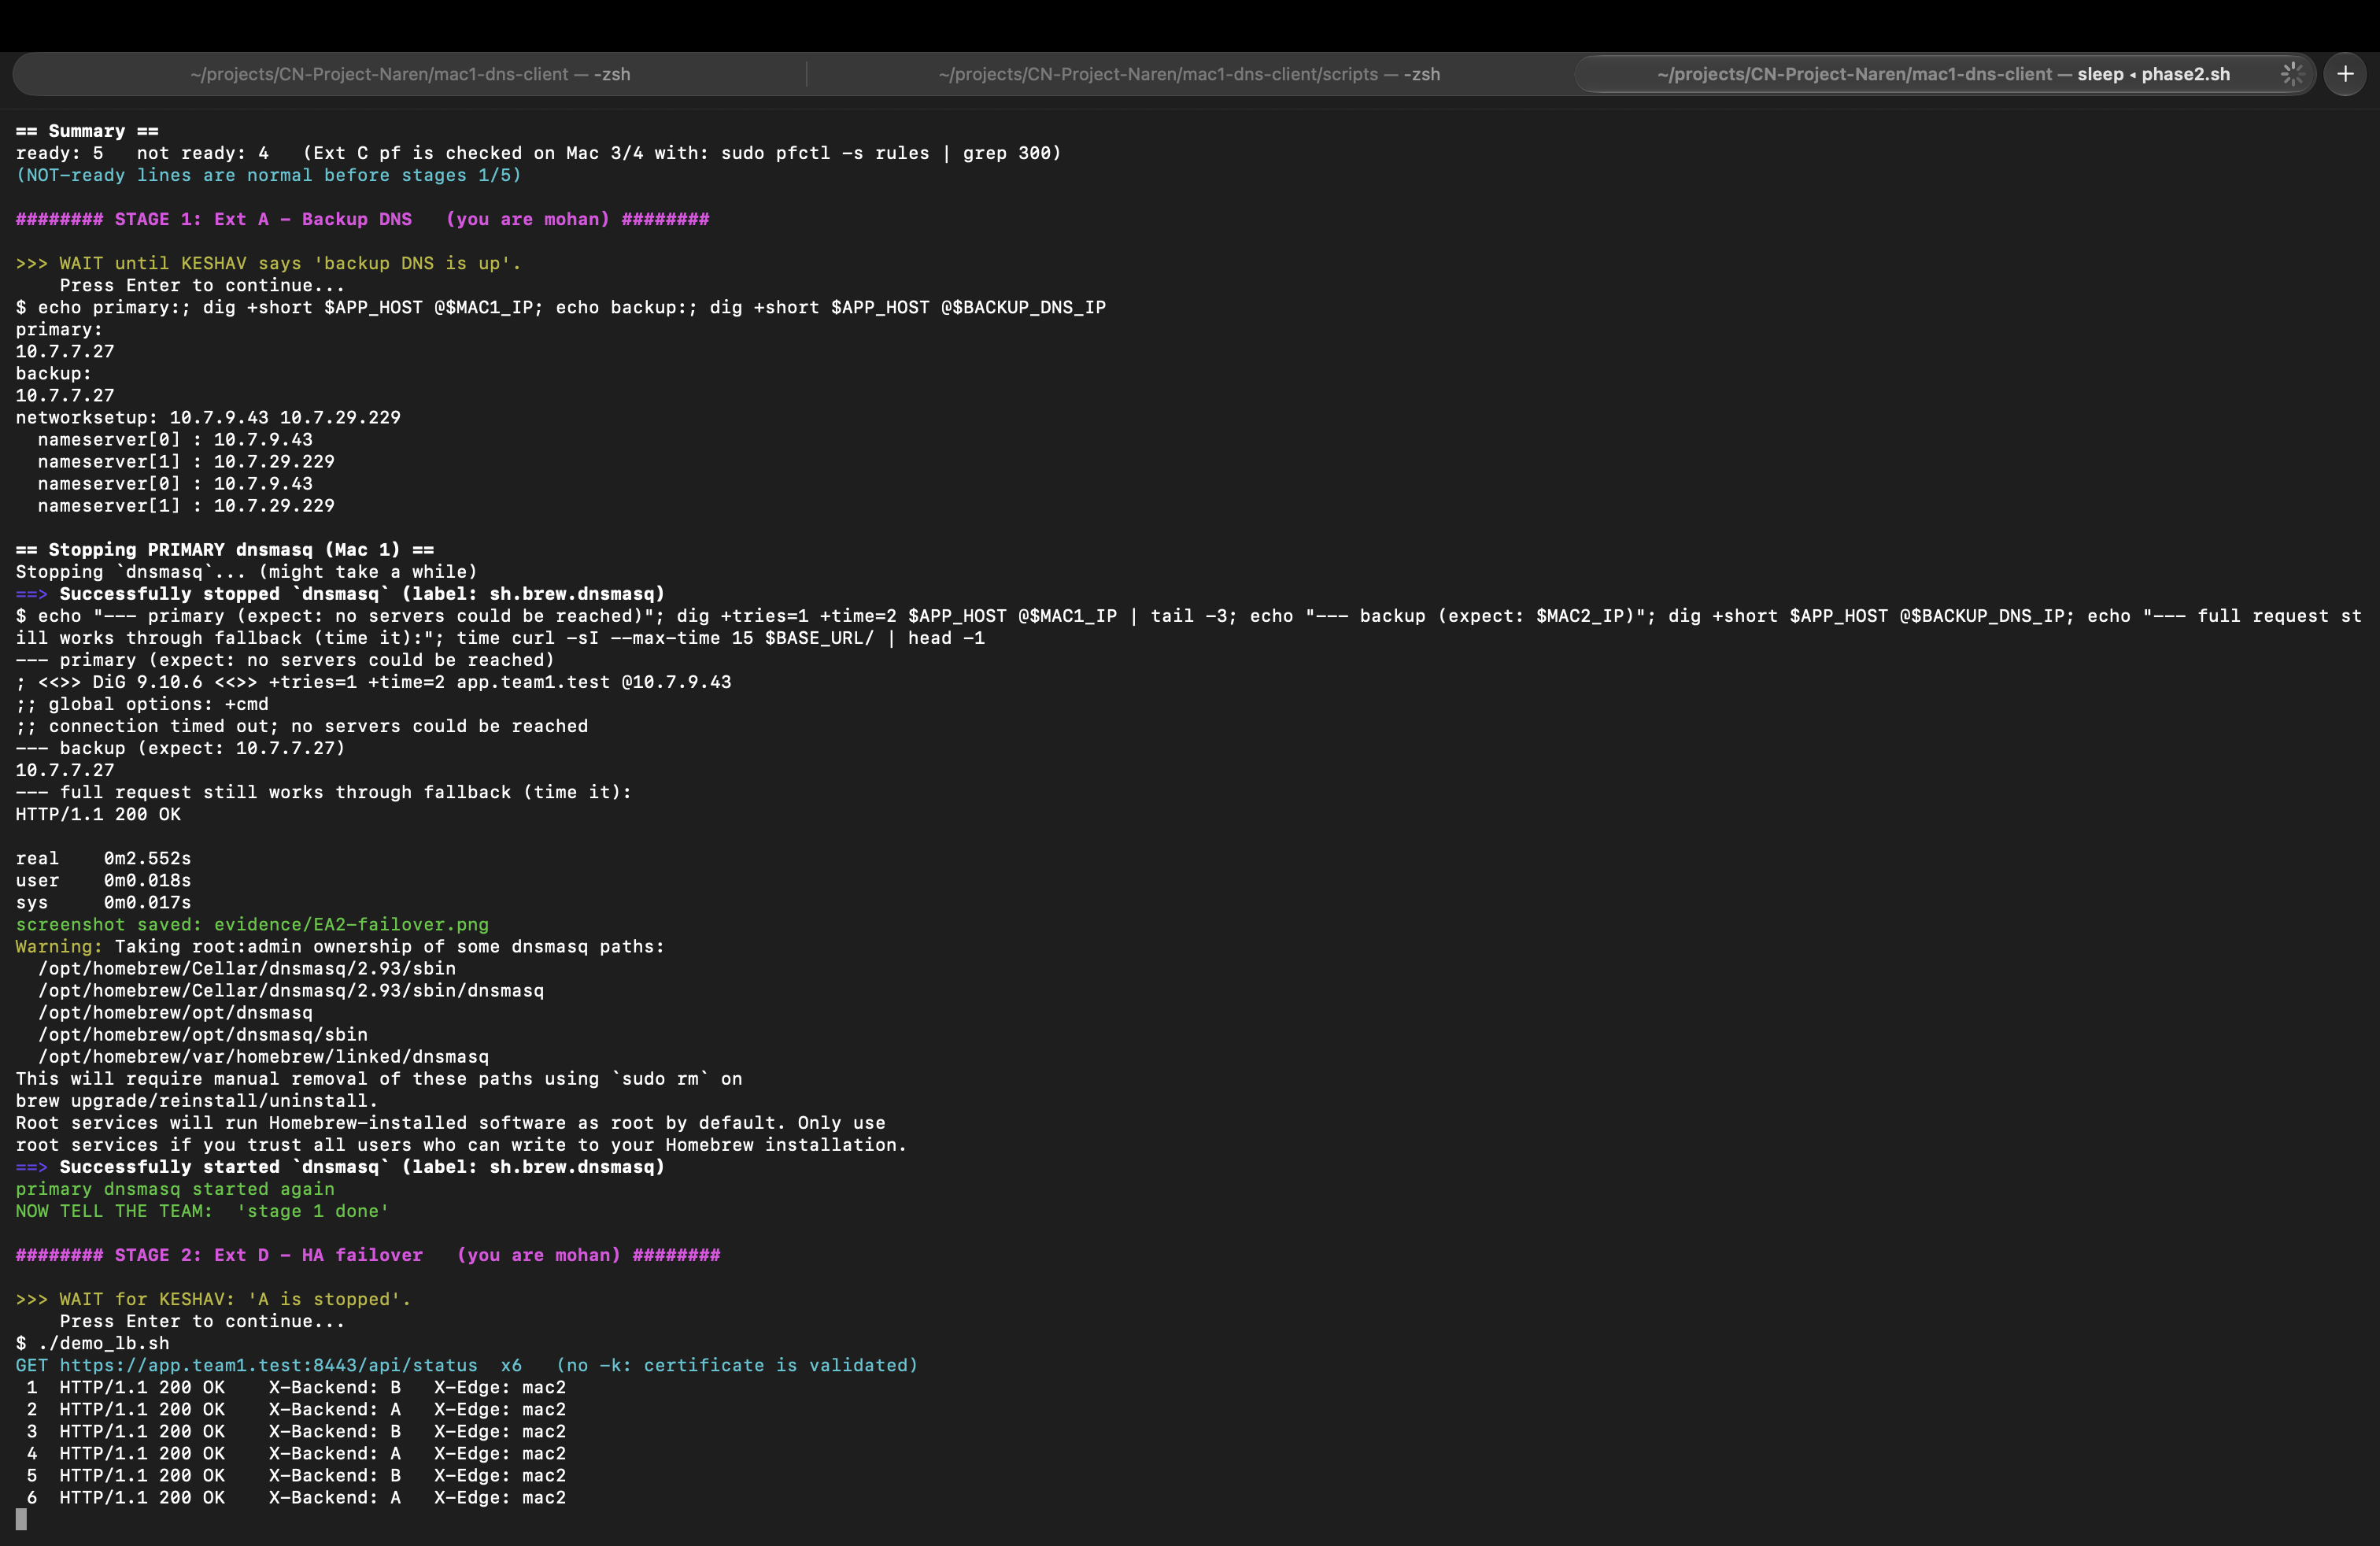 ~/projects/CN-Project-Naren/mac1-dns-client — -zsh
~/projects/CN-Project-Naren/mac1-dns-client/scripts — -zsh
~/projects/CN-Project-Naren/mac1-dns-client — sleep ◂ phase2.sh
+
== Summary ==
ready: 5   not ready: 4   (Ext C pf is checked on Mac 3/4 with: sudo pfctl -s rules | grep 300)
(NOT-ready lines are normal before stages 1/5)
######## STAGE 1: Ext A - Backup DNS   (you are mohan) ########
>>> WAIT until KESHAV says 'backup DNS is up'.
    Press Enter to continue...
$ echo primary:; dig +short $APP_HOST @$MAC1_IP; echo backup:; dig +short $APP_HOST @$BACKUP_DNS_IP
primary:
10.7.7.27
backup:
10.7.7.27
networksetup: 10.7.9.43 10.7.29.229
  nameserver[0] : 10.7.9.43
  nameserver[1] : 10.7.29.229
  nameserver[0] : 10.7.9.43
  nameserver[1] : 10.7.29.229
== Stopping PRIMARY dnsmasq (Mac 1) ==
Stopping `dnsmasq`... (might take a while)
==> Successfully stopped `dnsmasq` (label: sh.brew.dnsmasq)
$ echo "--- primary (expect: no servers could be reached)"; dig +tries=1 +time=2 $APP_HOST @$MAC1_IP | tail -3; echo "--- backup (expect: $MAC2_IP)"; dig +short $APP_HOST @$BACKUP_DNS_IP; echo "--- full request st
ill works through fallback (time it):"; time curl -sI --max-time 15 $BASE_URL/ | head -1
--- primary (expect: no servers could be reached)
; <<>> DiG 9.10.6 <<>> +tries=1 +time=2 app.team1.test @10.7.9.43
;; global options: +cmd
;; connection timed out; no servers could be reached
--- backup (expect: 10.7.7.27)
10.7.7.27
--- full request still works through fallback (time it):
HTTP/1.1 200 OK
real    0m2.552s
user    0m0.018s
sys     0m0.017s
screenshot saved: evidence/EA2-failover.png
Warning: Taking root:admin ownership of some dnsmasq paths:
  /opt/homebrew/Cellar/dnsmasq/2.93/sbin
  /opt/homebrew/Cellar/dnsmasq/2.93/sbin/dnsmasq
  /opt/homebrew/opt/dnsmasq
  /opt/homebrew/opt/dnsmasq/sbin
  /opt/homebrew/var/homebrew/linked/dnsmasq
This will require manual removal of these paths using `sudo rm` on
brew upgrade/reinstall/uninstall.
Root services will run Homebrew-installed software as root by default. Only use
root services if you trust all users who can write to your Homebrew installation.
==> Successfully started `dnsmasq` (label: sh.brew.dnsmasq)
primary dnsmasq started again
NOW TELL THE TEAM:  'stage 1 done'
######## STAGE 2: Ext D - HA failover   (you are mohan) ########
>>> WAIT for KESHAV: 'A is stopped'.
    Press Enter to continue...
$ ./demo_lb.sh
GET https://app.team1.test:8443/api/status  x6   (no -k: certificate is validated)
 1  HTTP/1.1 200 OK    X-Backend: B   X-Edge: mac2
 2  HTTP/1.1 200 OK    X-Backend: A   X-Edge: mac2
 3  HTTP/1.1 200 OK    X-Backend: B   X-Edge: mac2
 4  HTTP/1.1 200 OK    X-Backend: A   X-Edge: mac2
 5  HTTP/1.1 200 OK    X-Backend: B   X-Edge: mac2
 6  HTTP/1.1 200 OK    X-Backend: A   X-Edge: mac2